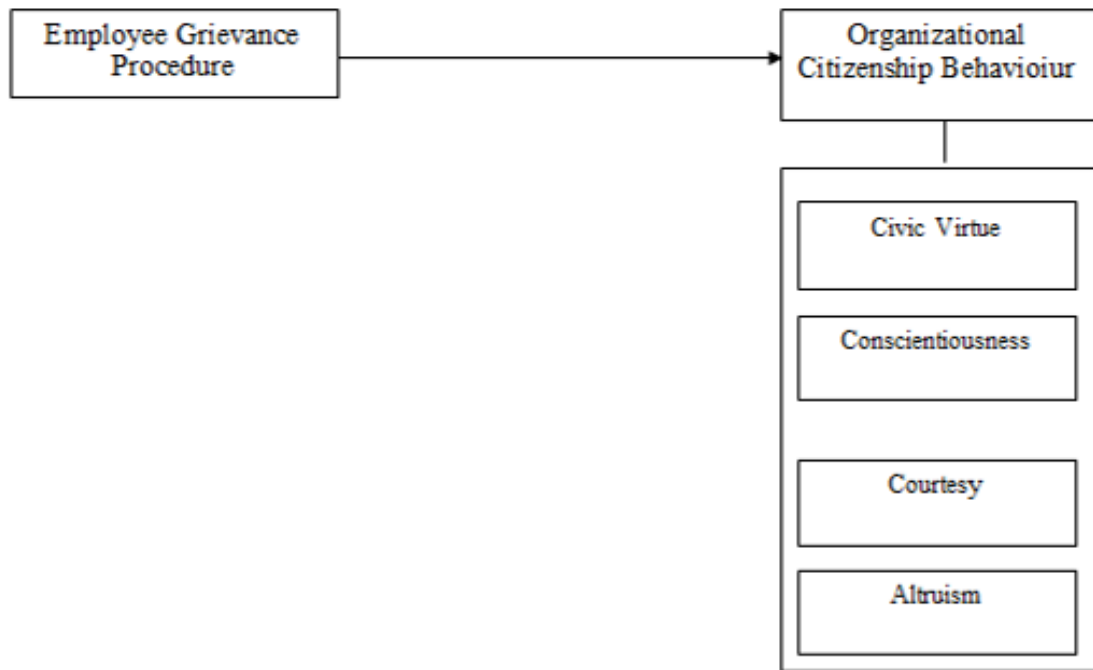 Employee Grievance
Procedure
Organizational
Citizenship Behavioiur
Civic Virtue
Conscientiousness
Courtesy
Altruism